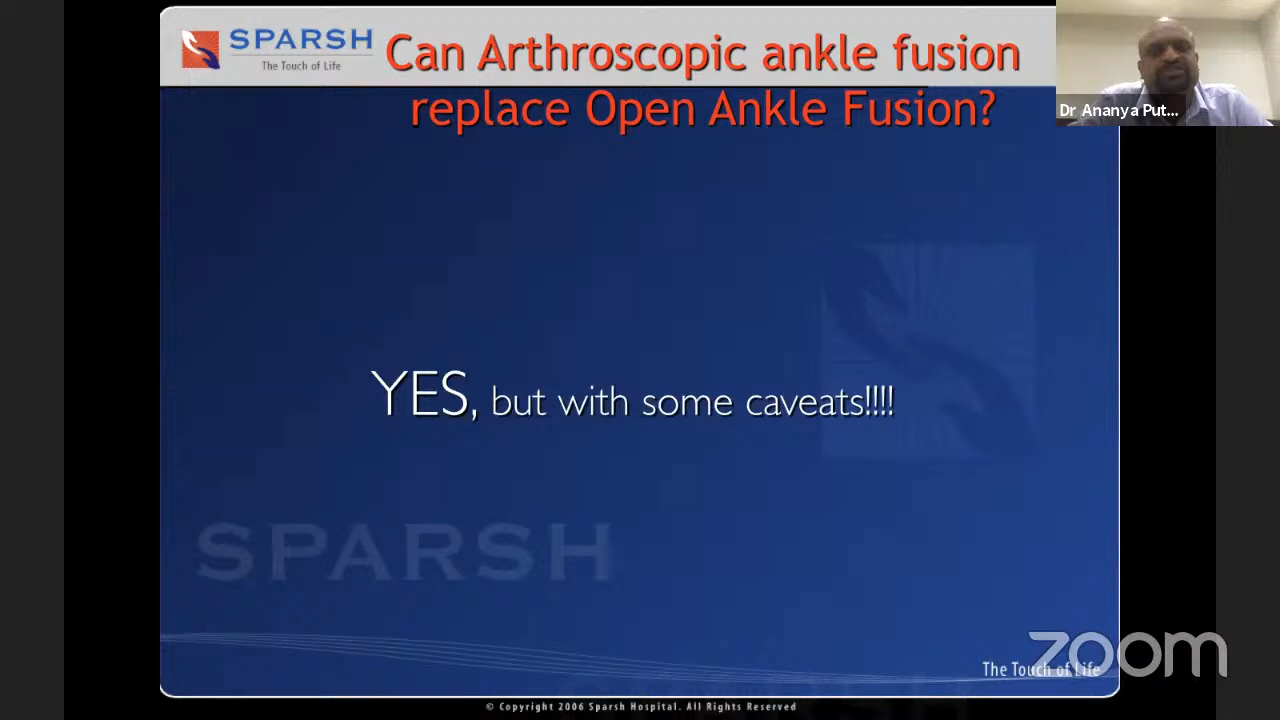 SPARSH
The Touch of Life
Can Arthroscopic ankle fusion
replace Open Ankle Fusion?
Dr Ananya Put...
YES, but with some caveats!!!!
SPARSH
zoom
The Touch of Life
© Copyright 2006 Sparsh Hospital. All Rights Reserved